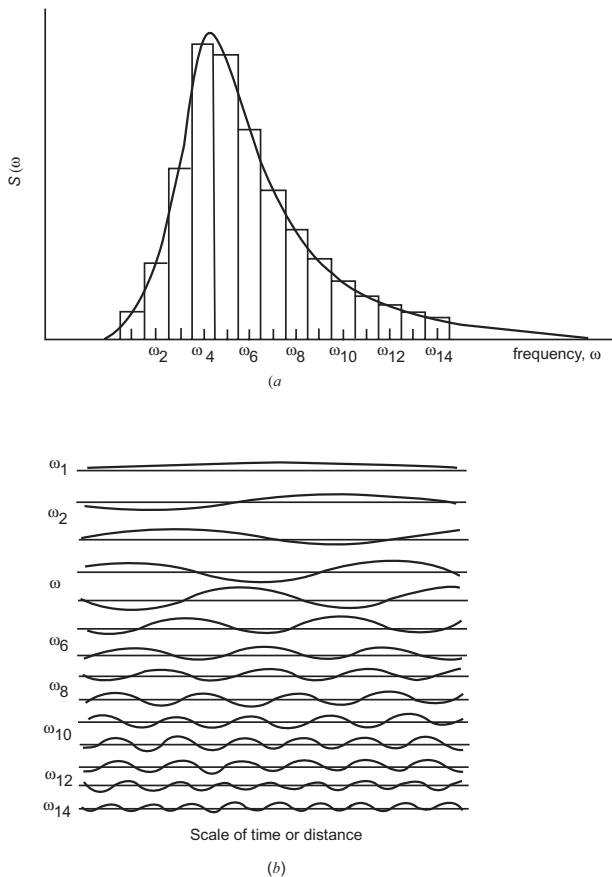 S (ω
ω2 ω4 ω6 ω8 ω10 ω12 ω14 frequency, ω
(a
ω1
ω2
ω
ω6
ω8
ω10
ω12
ω14
Scale of time or distance
(b)